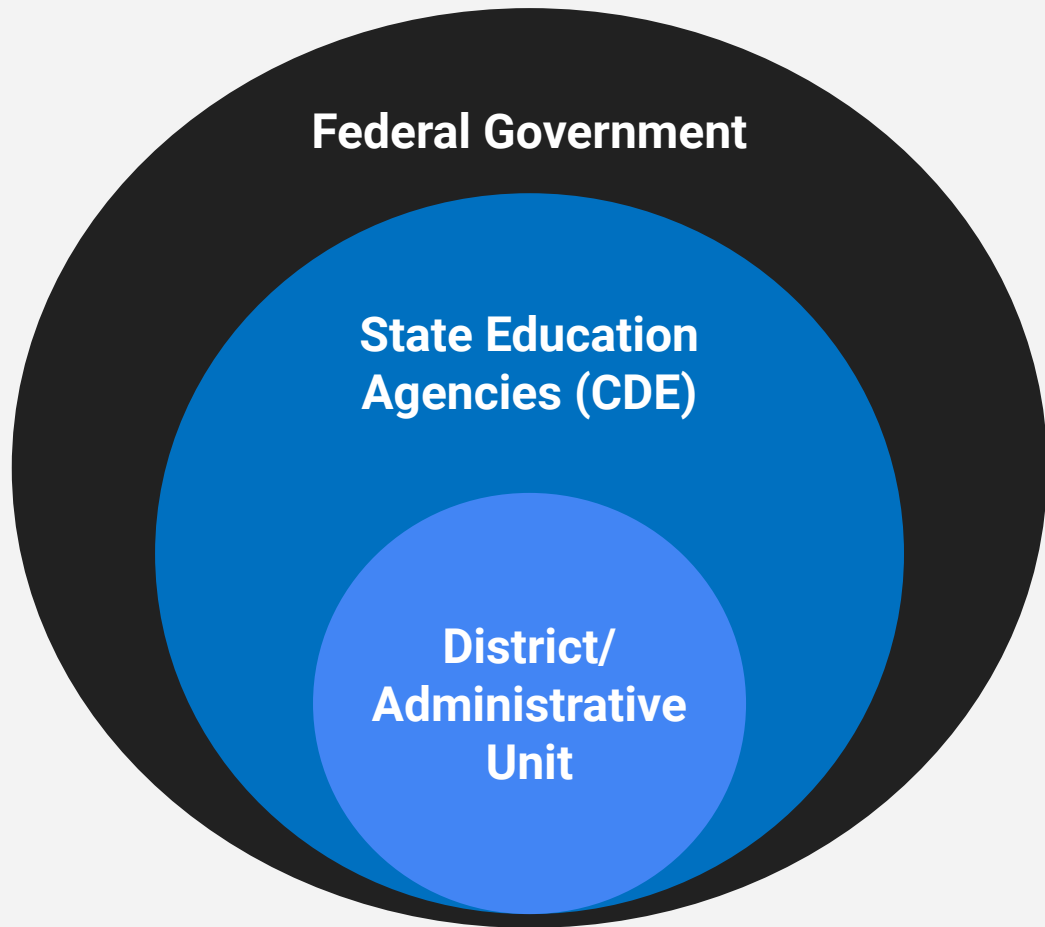 Federal Government
State Education
Agencies (CDE)
District/
Administrative
Unit